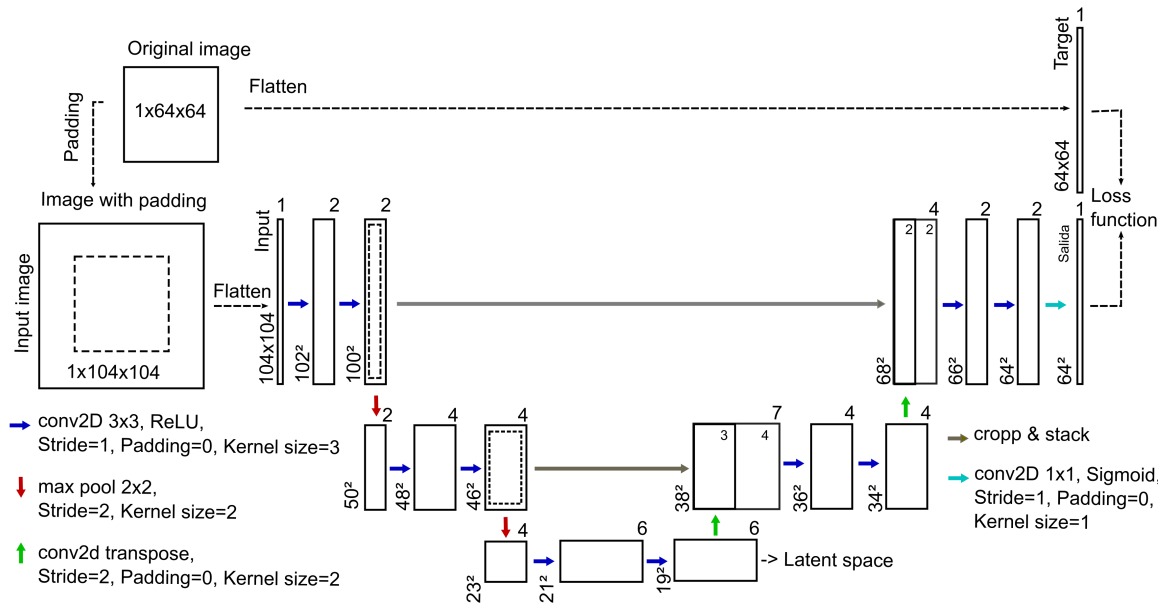 Original image
1x64x64
Flatten
Padding
Target
1
64x64
Image with padding
Input image
1x104x104
Flatten
Input
1
104x104
2
102²
2
100²
4
2
2
68²
2
66²
2
64²
Salida
1
64²
Loss
function
2
50²
4
48²
4
46²
7
3
4
38²
4
36²
4
34²
4
23²
6
21²
6
19²
-> Latent space
conv2D 3x3, ReLU,
Stride=1, Padding=0, Kernel size=3
max pool 2x2,
Stride=2, Kernel size=2
conv2d transpose,
Stride=2, Padding=0, Kernel size=2
cropp & stack
conv2D 1x1, Sigmoid,
Stride=1, Padding=0,
Kernel size=1